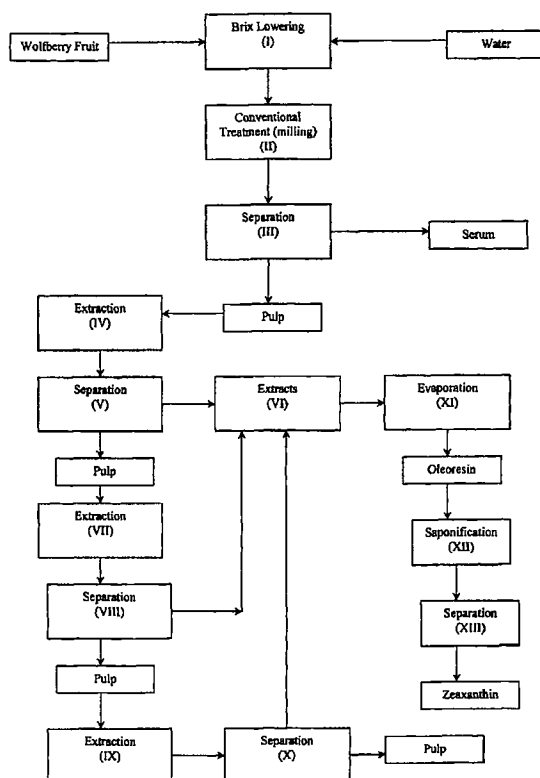 Wolfberry Fruit
Brix Lowering
(I)
Water
Conventional
Treatment (milling)
(II)
Separation
(III)
Serum
Pulp
Extraction
(IV)
Separation
(V)
Extracts
(VI)
Evaporation
(XI)
Pulp
Oleoresin
Extraction
(VII)
Saponification
(XII)
Separation
(VIII)
Separation
(XIII)
Pulp
Zeaxanthin
Extraction
(IX)
Separation
(X)
Pulp